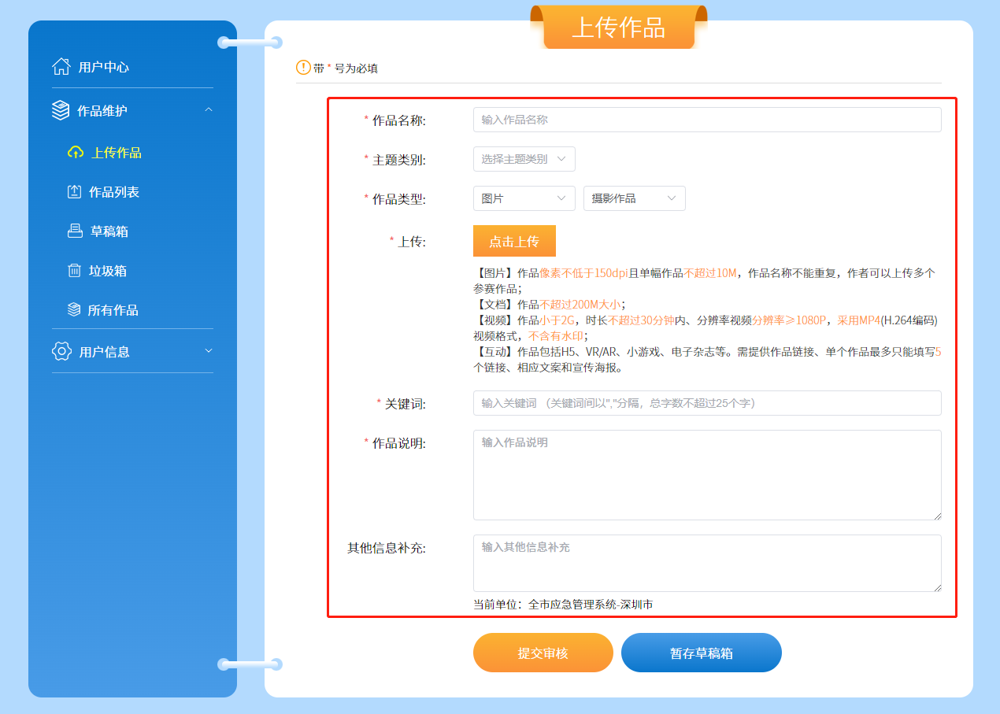 上传作品
用户中心
作品维护
上传作品
作品列表
草稿箱
垃圾箱
所有作品
用户信息
带 * 号为必填
* 作品名称: 输入作品名称
* 主题类别: 选择主题类别
* 作品类型: 图片 摄影作品
* 上传: 点击上传
【图片】作品像素不低于150dpi且单幅作品不超过10M，作品名称不能重复，作者可以上传多个
参赛作品；
【文档】作品不超过200M大小；
【视频】作品小于2G，时长不超过30分钟内、分辨率视频分辨率≥1080P，采用MP4(H.264编码)
视频格式，不含有水印；
【互动】作品包括H5、VR/AR、小游戏、电子杂志等。需提供作品链接、单个作品最多只能填写5
个链接、相应文案和宣传海报。
* 关键词: 输入关键词 （关键词间以","分隔，总字数不超过25个字）
* 作品说明: 输入作品说明
其他信息补充: 输入其他信息补充
当前单位：全市应急管理系统-深圳市
提交审核 暂存草稿箱